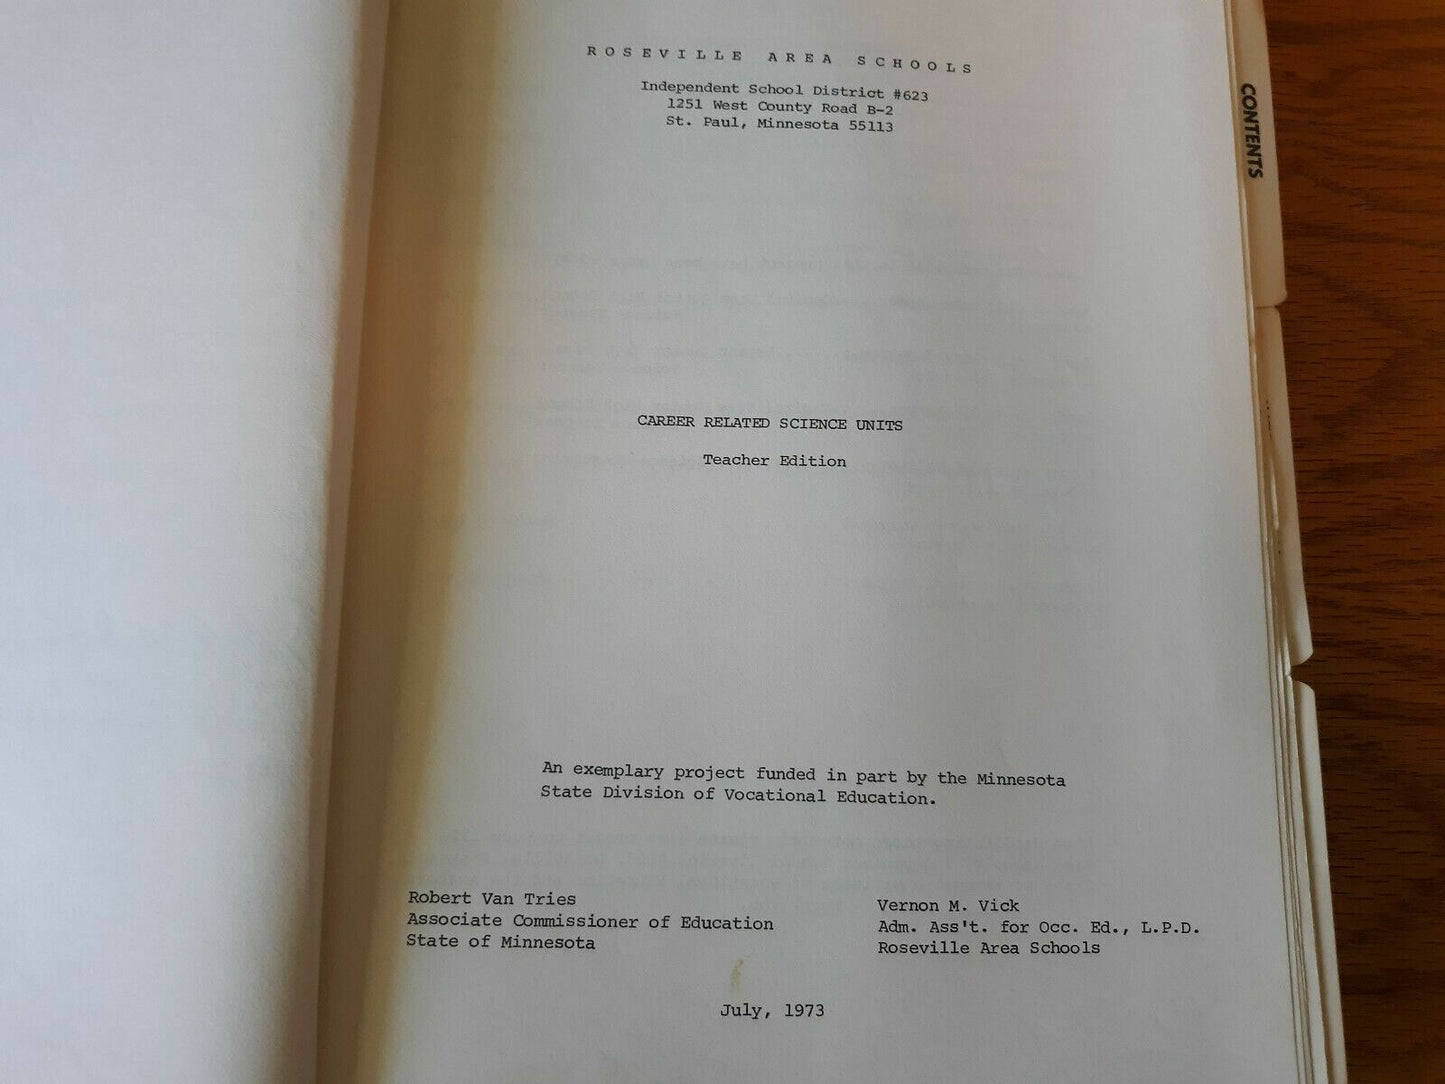 R O S E V I L L E   A R E A   S C H O O L S
Independent School District #623
1251 West County Road B-2
St. Paul, Minnesota 55113
CONTENTS
CAREER RELATED SCIENCE UNITS
Teacher Edition
An exemplary project funded in part by the Minnesota
State Division of Vocational Education.
Robert Van Tries
Associate Commissioner of Education
State of Minnesota
Vernon M. Vick
Adm. Ass't. for Occ. Ed., L.P.D.
Roseville Area Schools
July, 1973